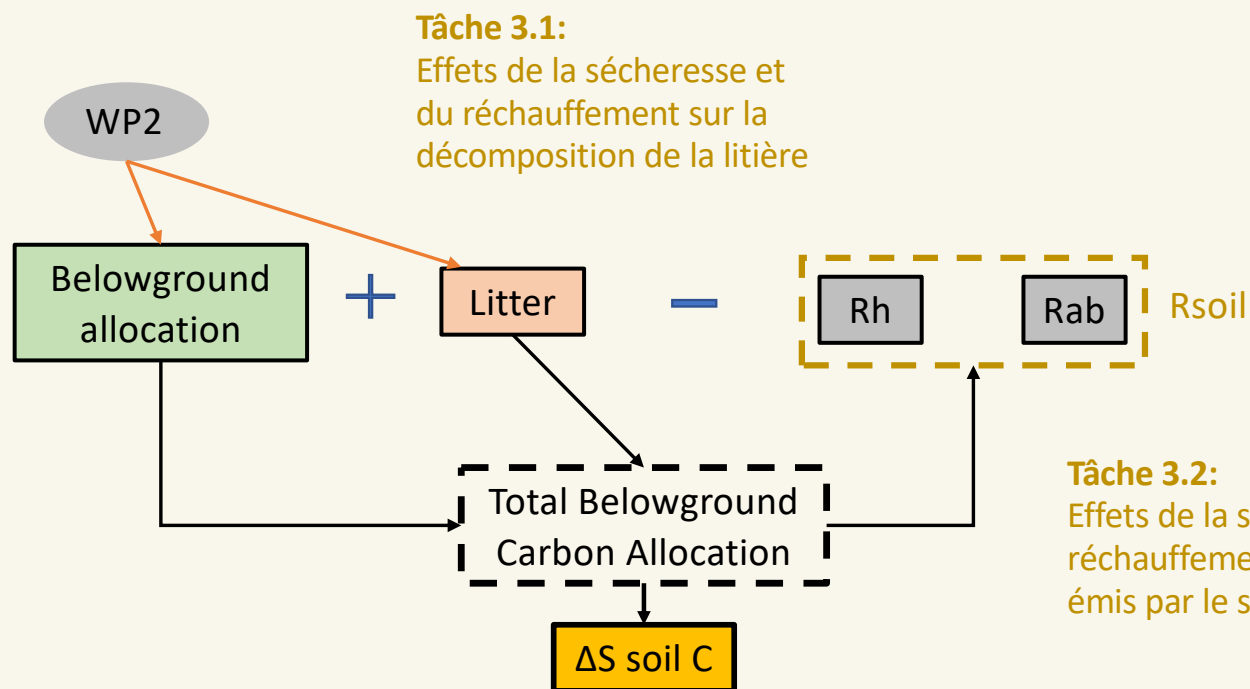 Tâche 3.1:
Effets de la sécheresse et
du réchauffement sur la
décomposition de la litière
WP2
Belowground
allocation
+
Litter
–
Rh
Rab
Rsoil
Total Belowground
Carbon Allocation
Tâche 3.2:
Effets de la s
réchauffeme
émis par le s
ΔS soil C